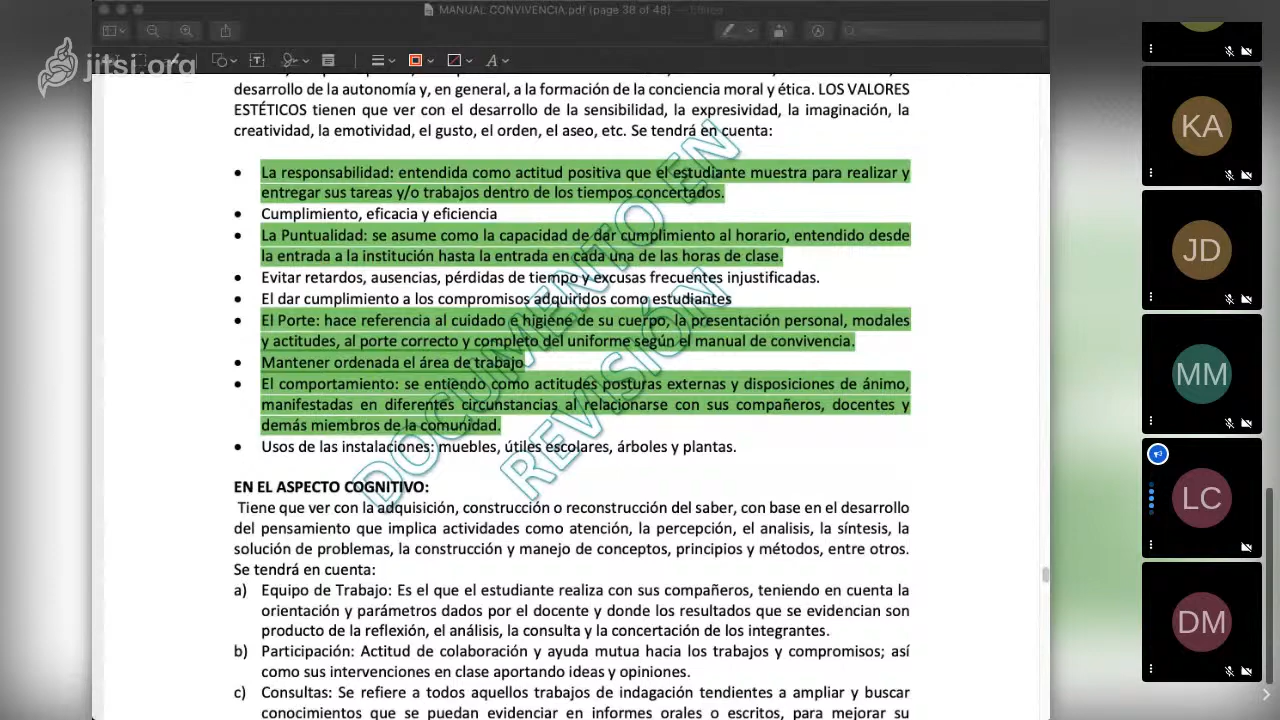 MANUAL CONVIVENCIA.pdf (page 38 of 48)
jitsi.org
desarrollo de la autonomía y, en general, a la formación de la conciencia moral y ética. LOS VALORES
ESTÉTICOS tienen que ver con el desarrollo de la sensibilidad, la expresividad, la imaginación, la
creatividad, la emotividad, el gusto, el orden, el aseo, etc. Se tendrá en cuenta:
• La responsabilidad: entendida como actitud positiva que el estudiante muestra para realizar y
entregar sus tareas y/o trabajos dentro de los tiempos concertados.
• Cumplimiento, eficacia y eficiencia
• La Puntualidad: se asume como la capacidad de dar cumplimiento al horario, entendido desde
la entrada a la institución hasta la entrada en cada una de las horas de clase.
• Evitar retardos, ausencias, pérdidas de tiempo y excusas frecuentes injustificadas.
• El dar cumplimiento a los compromisos adquiridos como estudiantes
• El Porte: hace referencia al cuidado e higiene de su cuerpo, la presentación personal, modales
y actitudes, al porte correcto y completo del uniforme según el manual de convivencia.
• Mantener ordenada el área de trabajo
• El comportamiento: se entiendo como actitudes posturas externas y disposiciones de ánimo,
manifestadas en diferentes circunstancias al relacionarse con sus compañeros, docentes y
demás miembros de la comunidad.
• Usos de las instalaciones: muebles, útiles escolares, árboles y plantas.
DOCUMENTO EN
REVISIÓN
EN EL ASPECTO COGNITIVO:
Tiene que ver con la adquisición, construcción o reconstrucción del saber, con base en el desarrollo
del pensamiento que implica actividades como atención, la percepción, el analisis, la síntesis, la
solución de problemas, la construcción y manejo de conceptos, principios y métodos, entre otros.
Se tendrá en cuenta:
a) Equipo de Trabajo: Es el que el estudiante realiza con sus compañeros, teniendo en cuenta la
orientación y parámetros dados por el docente y donde los resultados que se evidencian son
producto de la reflexión, el análisis, la consulta y la concertación de los integrantes.
b) Participación: Actitud de colaboración y ayuda mutua hacia los trabajos y compromisos; así
como sus intervenciones en clase aportando ideas y opiniones.
c) Consultas: Se refiere a todos aquellos trabajos de indagación tendientes a ampliar y buscar
conocimientos que se puedan evidenciar en informes orales o escritos, para mejorar su
KA
JD
MM
LC
DM